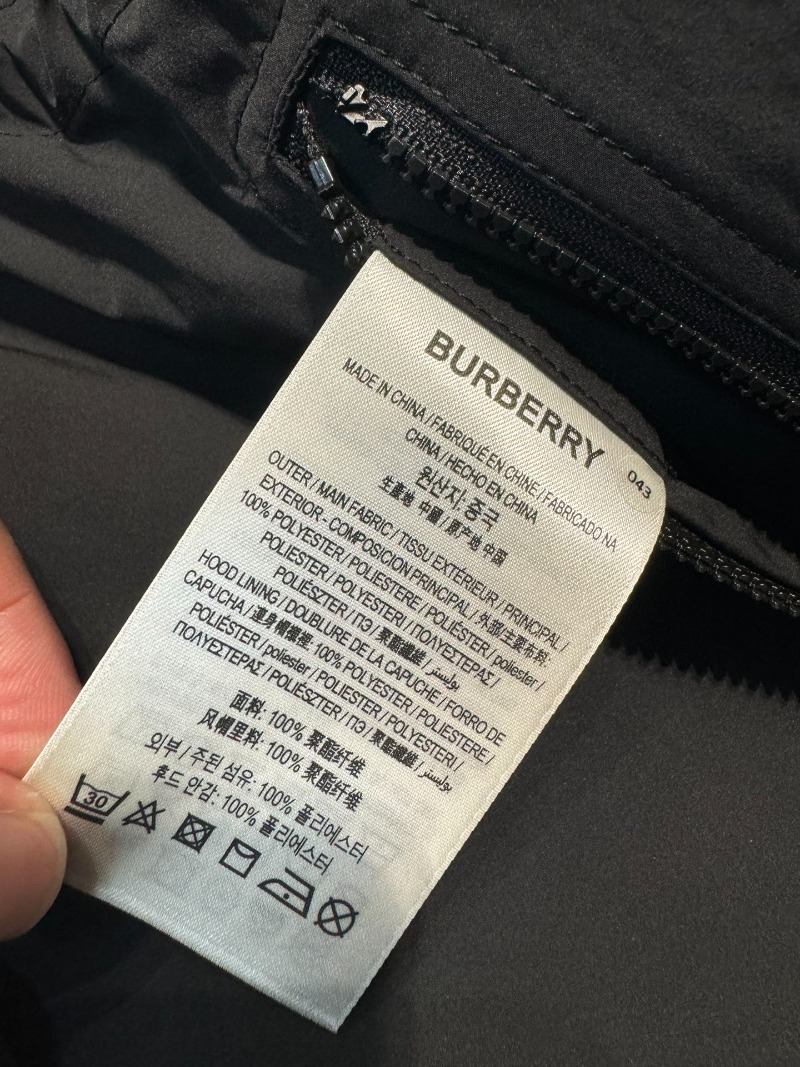 BURBERRY
043
MADE IN CHINA / FABRIQUÉ EN CHINE / FABRICADO NA
CHINA / HECHO EN CHINA
원산지: 중국
生産地 中國 / 原产地 中国
OUTER / MAIN FABRIC / TISSU EXTÉRIEUR / PRINCIPAL /
EXTERIOR - COMPOSICION PRINCIPAL / 外部/主要布料:
100% POLYESTER / POLIESTERE / POLIÉSTER / poliester /
POLIESTER / POLYESTERI / ΠΟΛΥΕΣΤΕΡΑΣ /
POLIÉSZTER / ПЭ / 聚酯纖維 / بوليستر
HOOD LINING / DOUBLURE DE LA CAPUCHE / FORRO DE
CAPUCHA / 連身帽襯裡: 100% POLYESTER / POLIESTERE /
POLIÉSTER / poliester / POLIESTER / POLYESTERI /
ΠΟΛΥΕΣΤΕΡΑΣ / POLIÉSZTER / ПЭ / 聚酯纖維 / بوليستر
面料: 100% 聚酯纤维
风帽里料: 100% 聚酯纤维
외부 / 주된 섬유: 100% 폴리에스터
후드 안감: 100% 폴리에스터
30